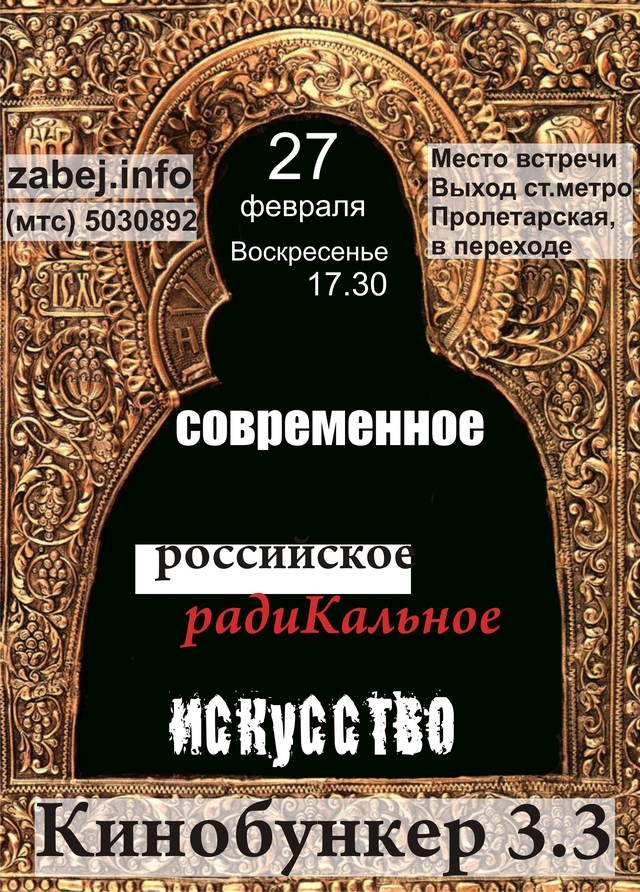 27
февраля
Воскресенье
17.30
zabej.info
(мтс) 5030892
Место встречи
Выход ст.метро
Пролетарская,
в переходе
современное
российское
радиКальное
искусство
Кинобункер 3.3